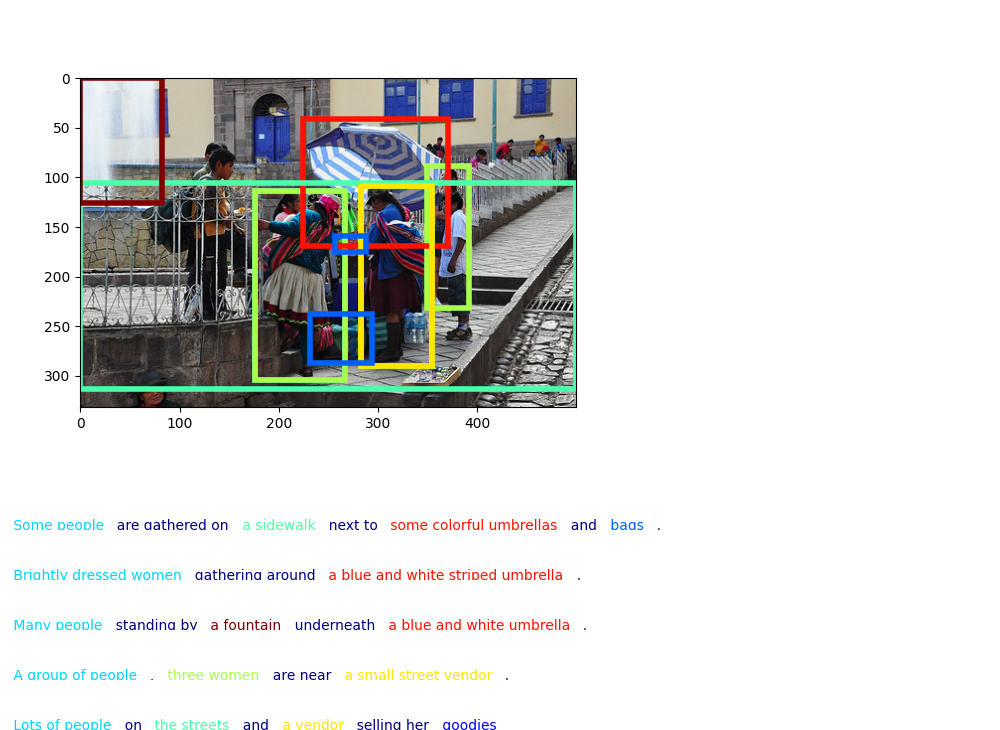 0
50
100
150
200
250
300
0 100 200 300 400
Some people are gathered on a sidewalk next to some colorful umbrellas and bags .
Brightly dressed women gathering around a blue and white striped umbrella .
Many people standing by a fountain underneath a blue and white umbrella .
A group of people . three women are near a small street vendor .
Lots of people on the streets and a vendor selling her goodies